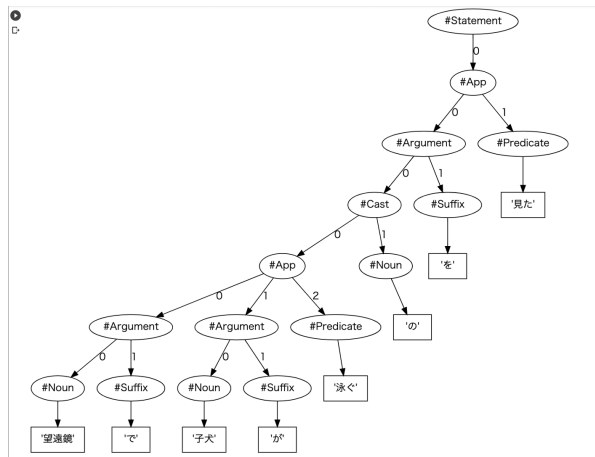 #Statement
0
#App
0 1
#Argument #Predicate
0 1
#Cast #Suffix '見た'
0 1
#App #Noun 'を'
0 1 2
#Argument #Argument #Predicate 'の'
0 1 0 1
#Noun #Suffix #Noun #Suffix '泳ぐ'
'望遠鏡' 'で' '子犬' 'が'